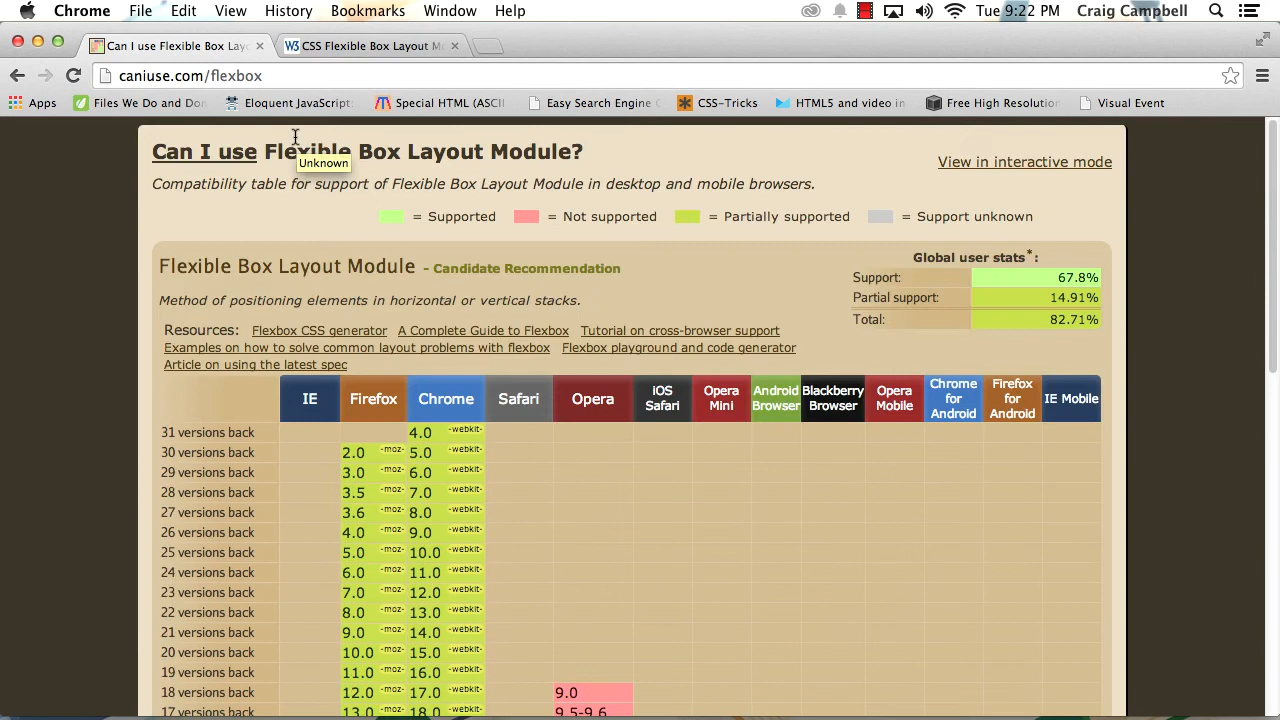 Chrome File Edit View History Bookmarks Window Help Tue 9:22 PM Craig Campbell
Can I use Flexible Box Layo × CSS Flexible Box Layout M ×
caniuse.com/flexbox
Apps Files We Do and Don Eloquent JavaScript: Special HTML (ASCII Easy Search Engine CSS-Tricks HTML5 and video in Free High Resolution Visual Event
Can I use Flexible Box Layout Module?
Unknown
View in interactive mode
Compatibility table for support of Flexible Box Layout Module in desktop and mobile browsers.
= Supported = Not supported = Partially supported = Support unknown
Flexible Box Layout Module - Candidate Recommendation
Global user stats*:
Support: 67.8%
Partial support: 14.91%
Total: 82.71%
Method of positioning elements in horizontal or vertical stacks.
Resources: Flexbox CSS generator A Complete Guide to Flexbox Tutorial on cross-browser support
Examples on how to solve common layout problems with flexbox Flexbox playground and code generator
Article on using the latest spec
IE Firefox Chrome Safari Opera iOS Safari Opera Mini Android Browser Blackberry Browser Opera Mobile Chrome for Android Firefox for Android IE Mobile
31 versions back 4.0 -webkit-
30 versions back 2.0 -moz- 5.0 -webkit-
29 versions back 3.0 -moz- 6.0 -webkit-
28 versions back 3.5 -moz- 7.0 -webkit-
27 versions back 3.6 -moz- 8.0 -webkit-
26 versions back 4.0 -moz- 9.0 -webkit-
25 versions back 5.0 -moz- 10.0 -webkit-
24 versions back 6.0 -moz- 11.0 -webkit-
23 versions back 7.0 -moz- 12.0 -webkit-
22 versions back 8.0 -moz- 13.0 -webkit-
21 versions back 9.0 -moz- 14.0 -webkit-
20 versions back 10.0 -moz- 15.0 -webkit-
19 versions back 11.0 -moz- 16.0 -webkit-
18 versions back 12.0 -moz- 17.0 -webkit- 9.0
17 versions back 13.0 -moz- 18.0 -webkit- 9.5-9.6